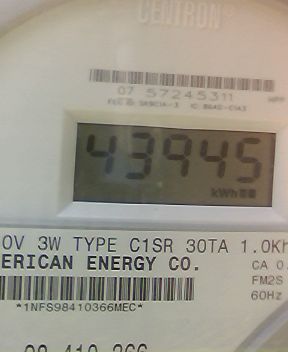 CENTRON®
07 57245311
43945
kWh
0V 3W TYPE C1SR 30TA 1.0Kh
ERICAN ENERGY CO.
CA 0.
FM2S
60Hz
*1NFS98410366MEC*